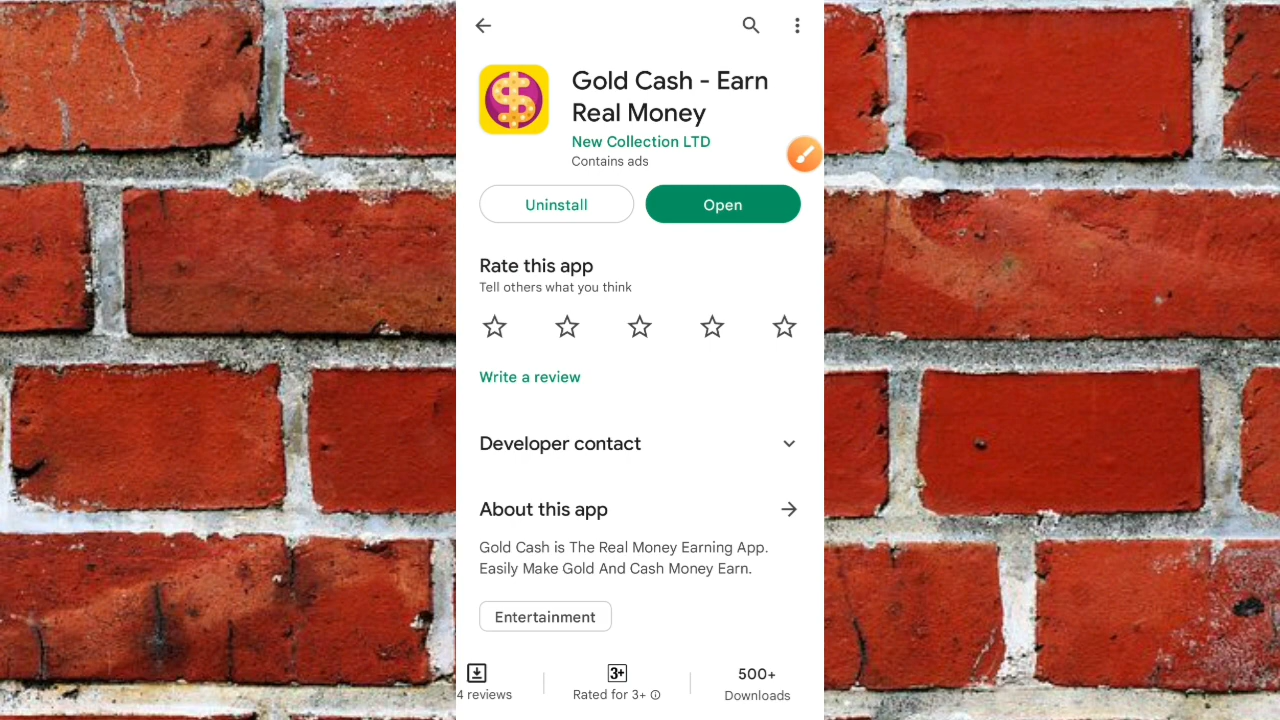 Gold Cash - Earn
Real Money
New Collection LTD
Contains ads
Uninstall
Open
Rate this app
Tell others what you think
Write a review
Developer contact
About this app
Gold Cash is The Real Money Earning App.
Easily Make Gold And Cash Money Earn.
Entertainment
3+
500+
4 reviews
Rated for 3+
Downloads